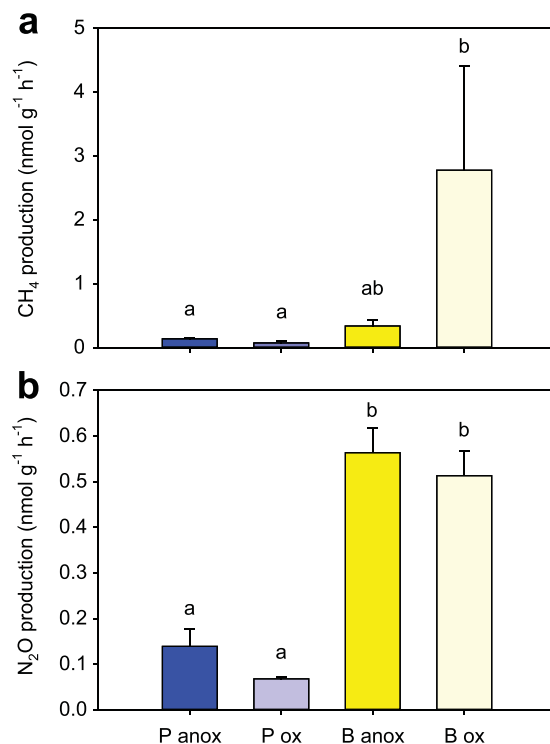 a
CH₄ production (nmol g⁻¹ h⁻¹)
5
4
3
2
1
0
a
a
ab
b
b
N₂O production (nmol g⁻¹ h⁻¹)
0.7
0.6
0.5
0.4
0.3
0.2
0.1
0.0
a
a
b
b
P anox
P ox
B anox
B ox